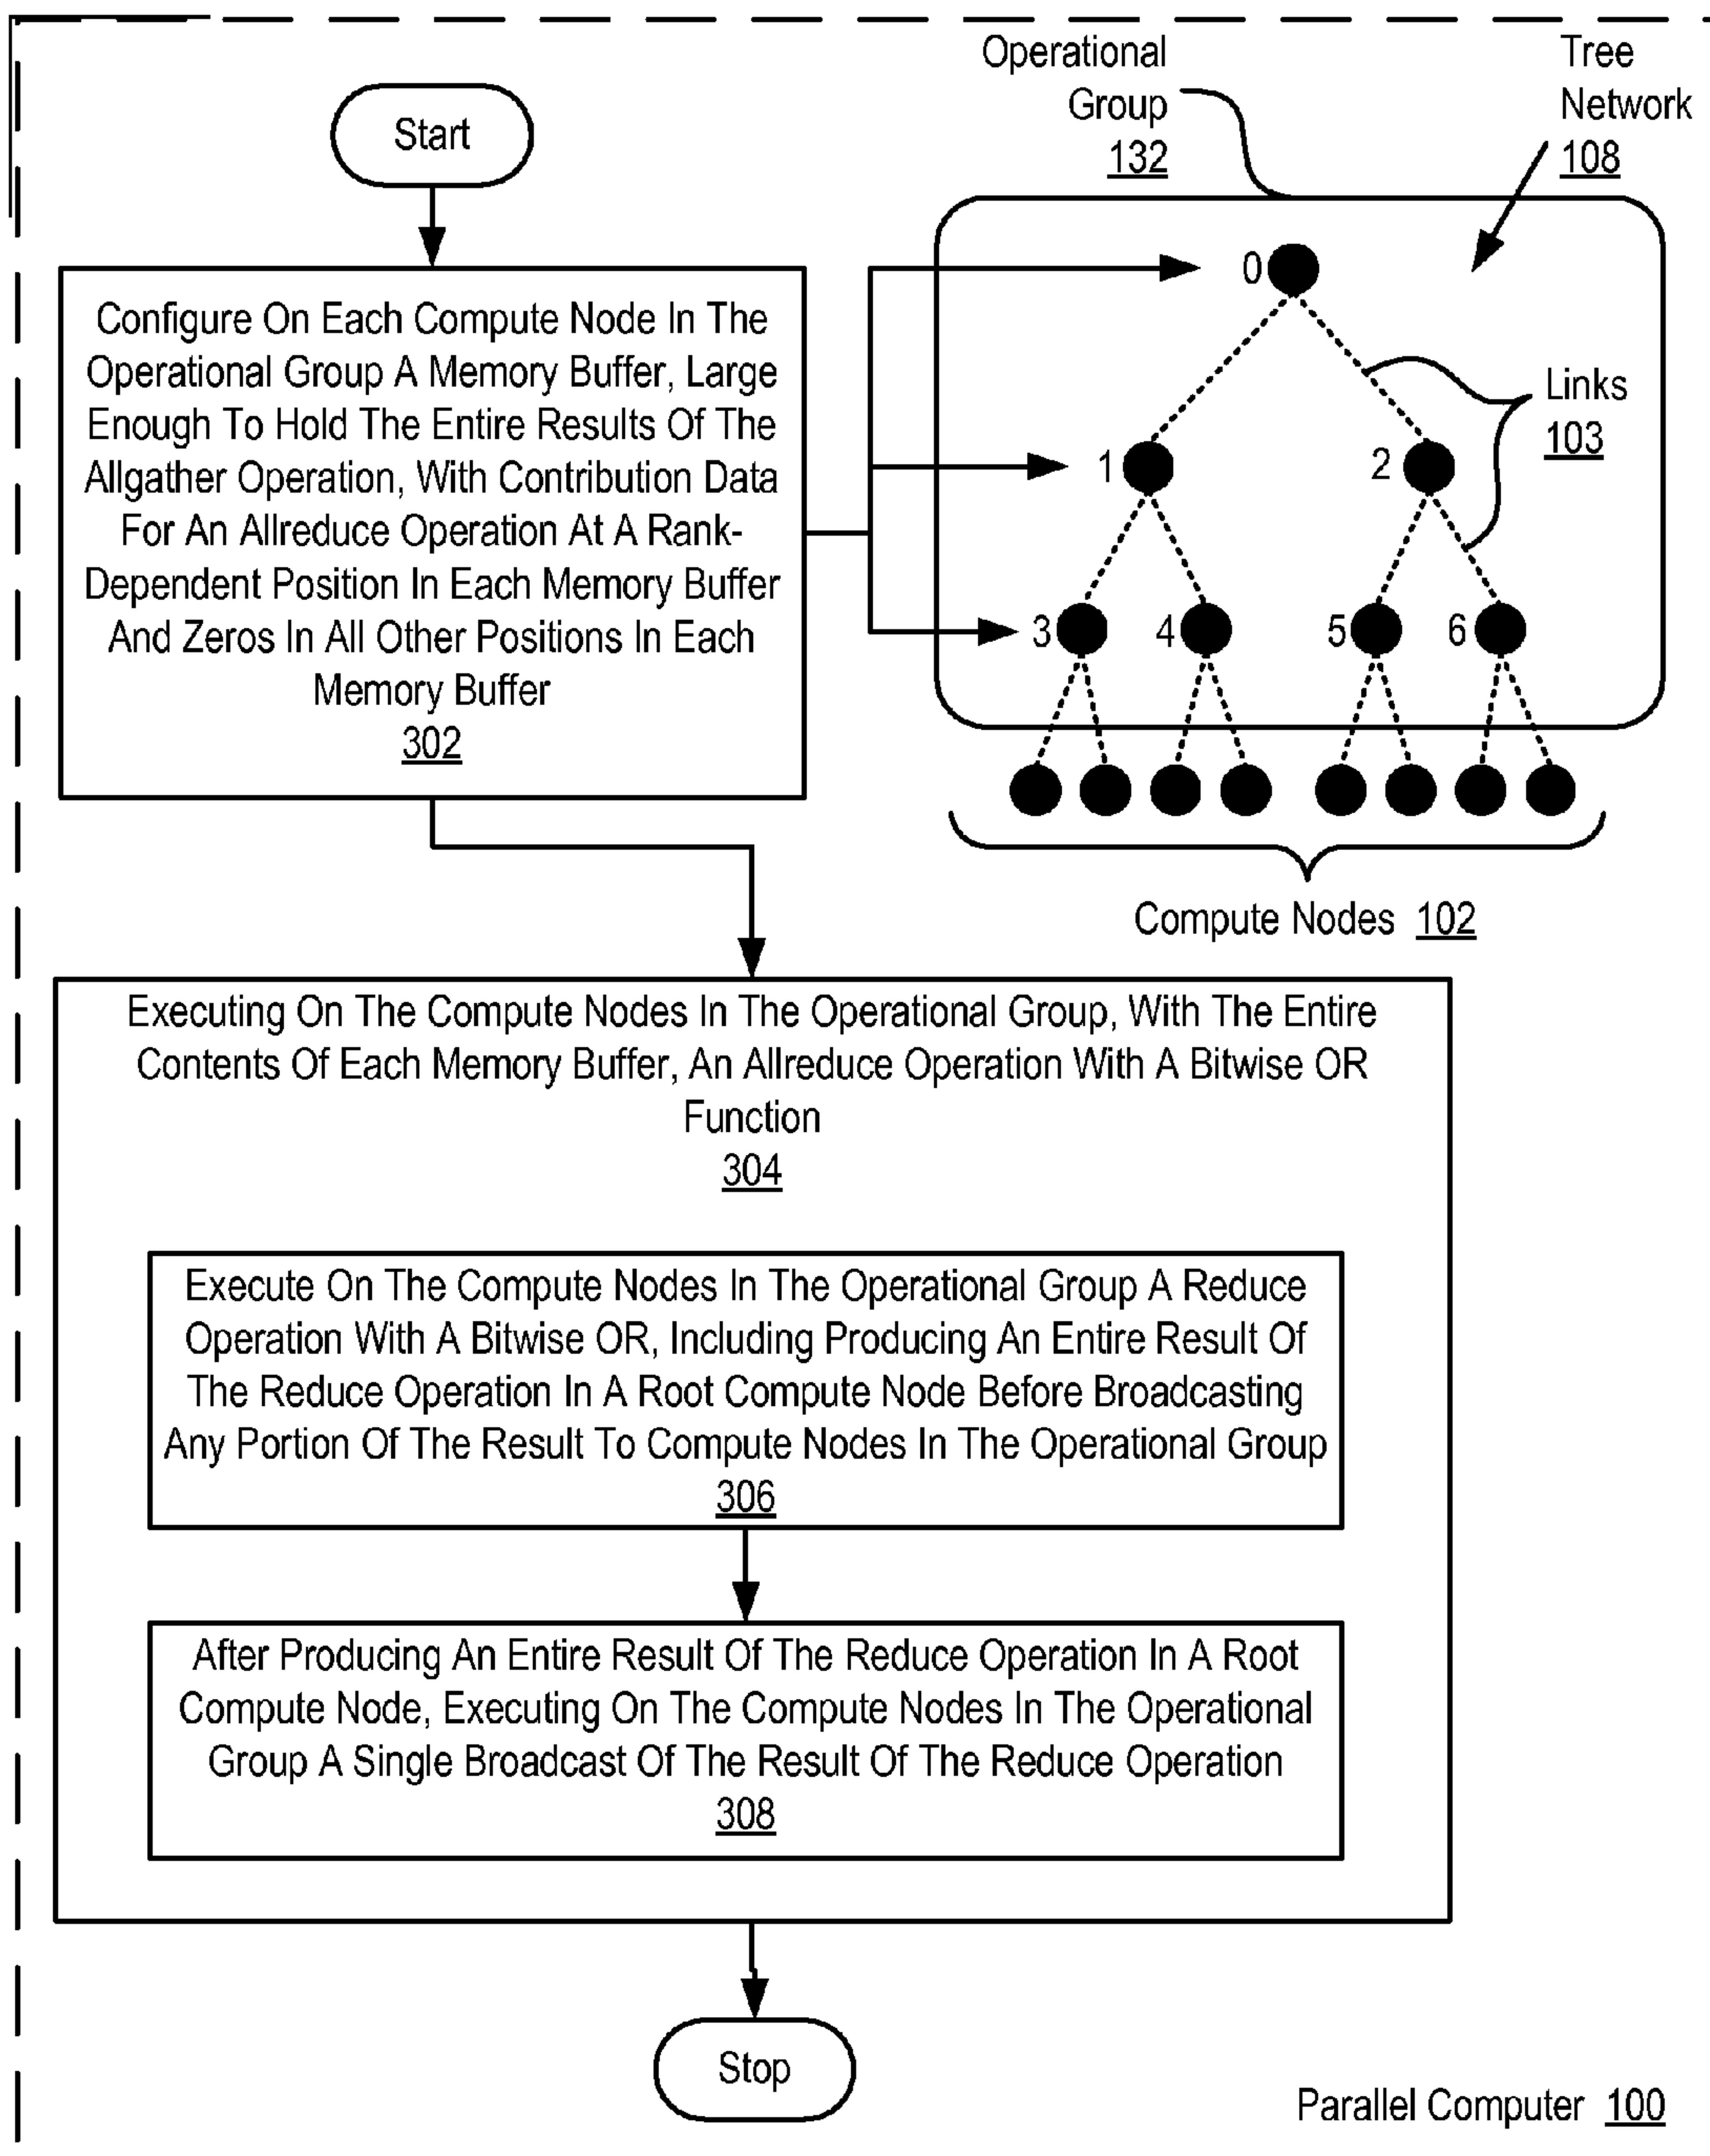 Start
Operational
Group
132
Tree
Network
108
Configure On Each Compute Node In The
Operational Group A Memory Buffer, Large
Enough To Hold The Entire Results Of The
Allgather Operation, With Contribution Data
For An Allreduce Operation At A Rank-
Dependent Position In Each Memory Buffer
And Zeros In All Other Positions In Each
Memory Buffer
302
0
1
2
3
4
5
6
Links
103
Compute Nodes 102
Executing On The Compute Nodes In The Operational Group, With The Entire
Contents Of Each Memory Buffer, An Allreduce Operation With A Bitwise OR
Function
304
Execute On The Compute Nodes In The Operational Group A Reduce
Operation With A Bitwise OR, Including Producing An Entire Result Of
The Reduce Operation In A Root Compute Node Before Broadcasting
Any Portion Of The Result To Compute Nodes In The Operational Group
306
After Producing An Entire Result Of The Reduce Operation In A Root
Compute Node, Executing On The Compute Nodes In The Operational
Group A Single Broadcast Of The Result Of The Reduce Operation
308
Stop
Parallel Computer 100